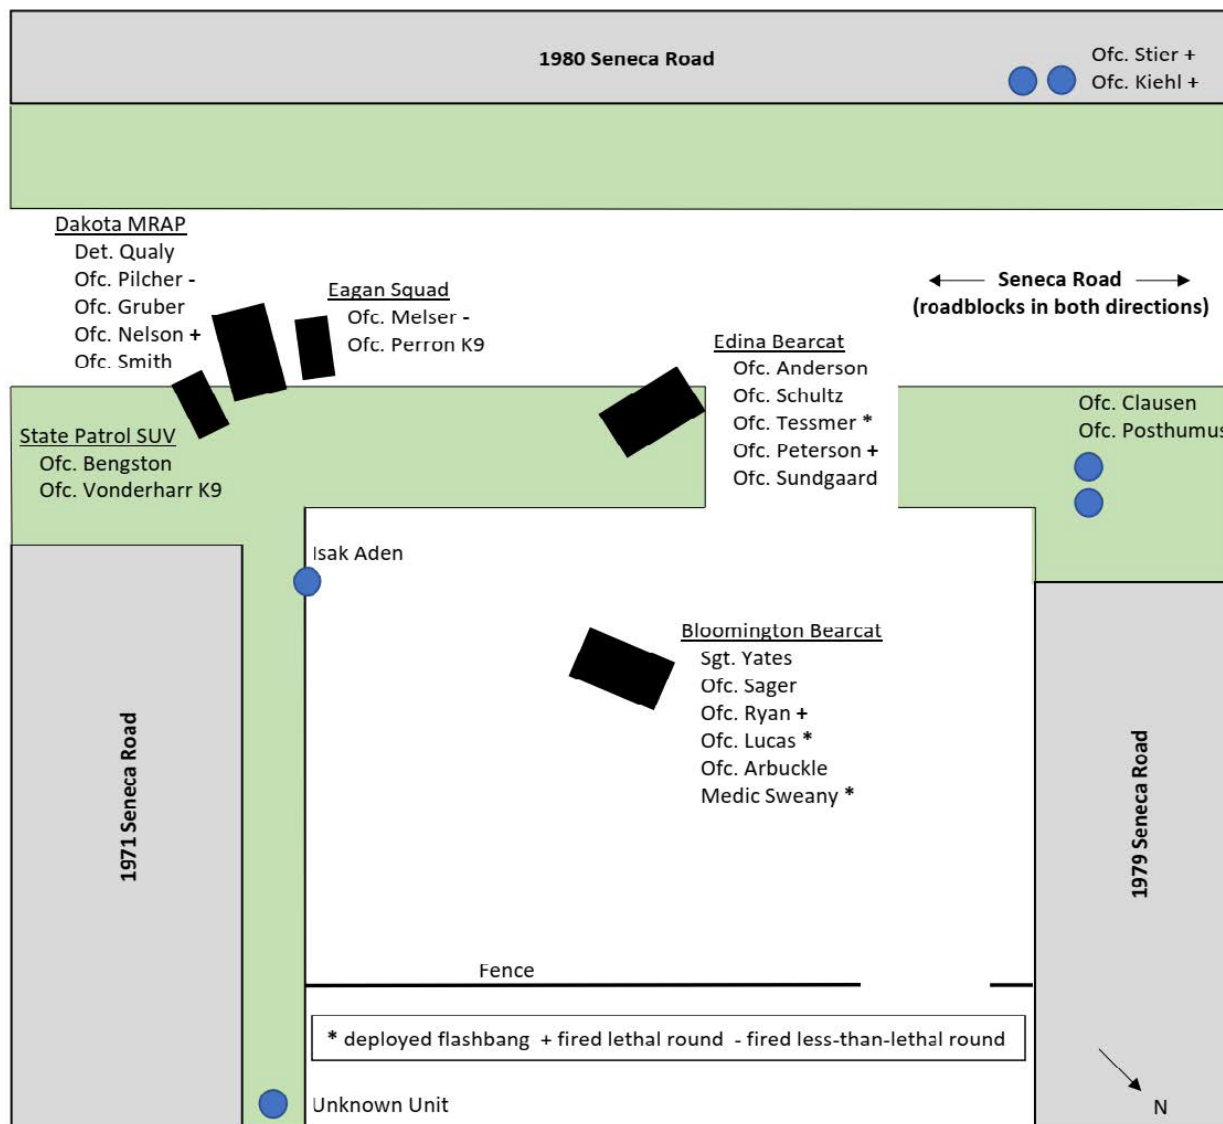 1980 Seneca Road
Ofc. Stier +
Ofc. Kiehl +
Dakota MRAP
Det. Qualy
Ofc. Pilcher -
Ofc. Gruber
Ofc. Nelson +
Ofc. Smith
Eagan Squad
Ofc. Melser -
Ofc. Perron K9
Seneca Road
(roadblocks in both directions)
Edina Bearcat
Ofc. Anderson
Ofc. Schultz
Ofc. Tessmer *
Ofc. Peterson +
Ofc. Sundgaard
Ofc. Clausen
Ofc. Posthumus
State Patrol SUV
Ofc. Bengston
Ofc. Vonderharr K9
Isak Aden
Bloomington Bearcat
Sgt. Yates
Ofc. Sager
Ofc. Ryan +
Ofc. Lucas *
Ofc. Arbuckle
Medic Sweany *
1971 Seneca Road
1979 Seneca Road
Fence
* deployed flashbang + fired lethal round - fired less-than-lethal round
Unknown Unit
N